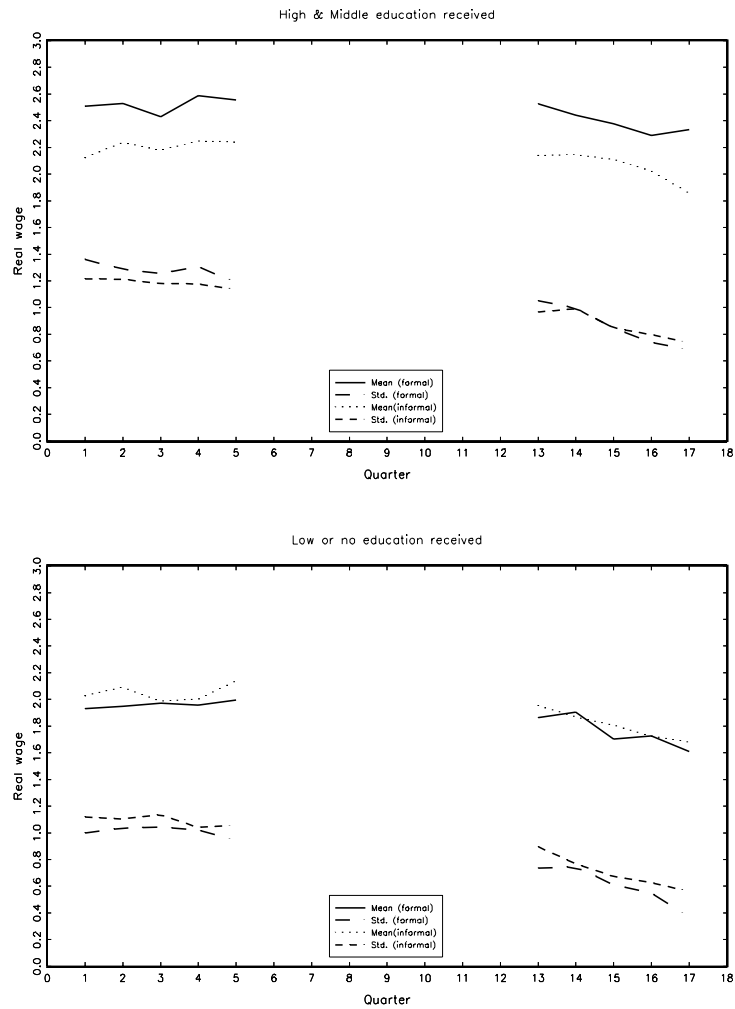 High & Middle education received
3.0
2.8
2.6
2.4
2.2
2.0
1.8
1.6
1.4
1.2
1.0
0.8
0.6
0.4
0.2
0.0
Real wage
Mean (formal)
Std. (formal)
Mean(informal)
Std. (informal)
0 1 2 3 4 5 6 7 8 9 10 11 12 13 14 15 16 17 18
Quarter
Low or no education received
3.0
2.8
2.6
2.4
2.2
2.0
1.8
1.6
1.4
1.2
1.0
0.8
0.6
0.4
0.2
0.0
Real wage
Mean (formal)
Std. (formal)
Mean(informal)
Std. (informal)
0 1 2 3 4 5 6 7 8 9 10 11 12 13 14 15 16 17 18
Quarter